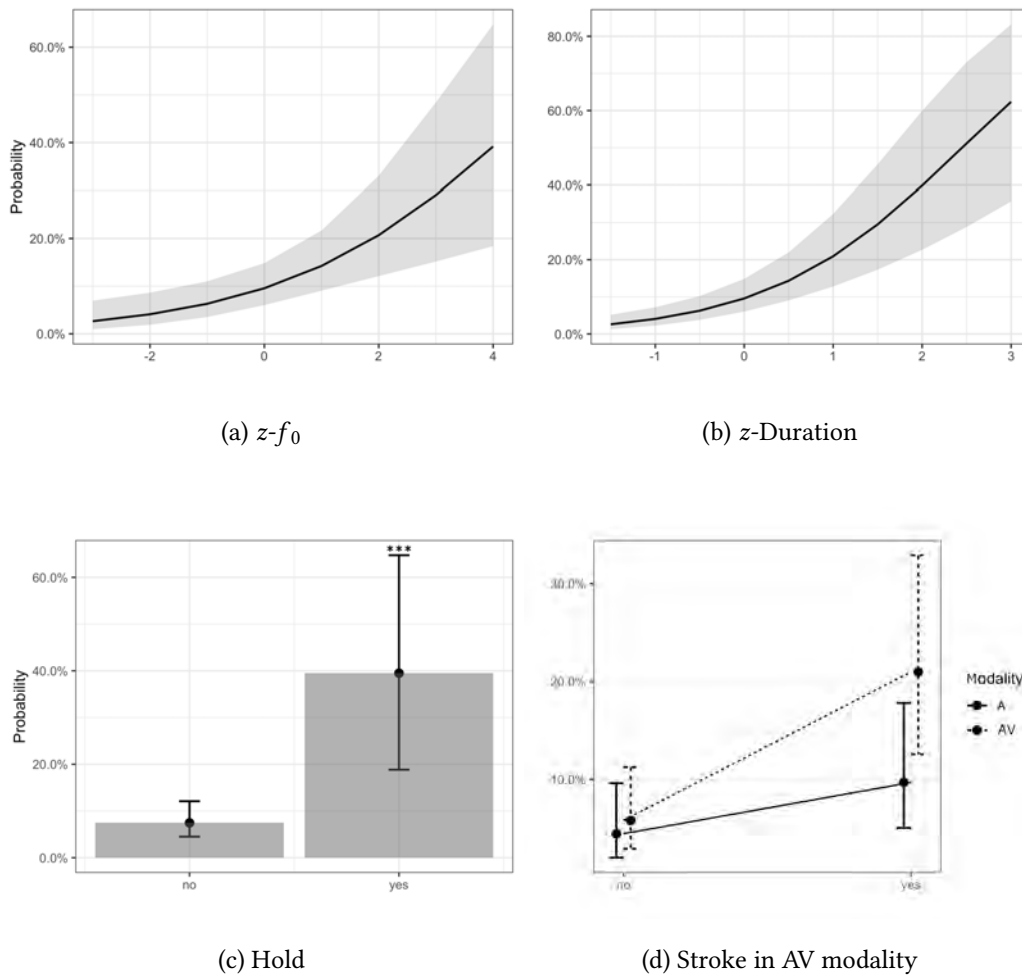 60.0%
40.0%
20.0%
0.0%
Probability
-2 0 2 4
(a) z-f0
80.0%
60.0%
40.0%
20.0%
0.0%
-1 0 1 2 3
(b) z-Duration
60.0%
40.0%
20.0%
0.0%
Probability
***
no yes
(c) Hold
30.0%
20.0%
10.0%
no yes
Modality
A
AV
(d) Stroke in AV modality